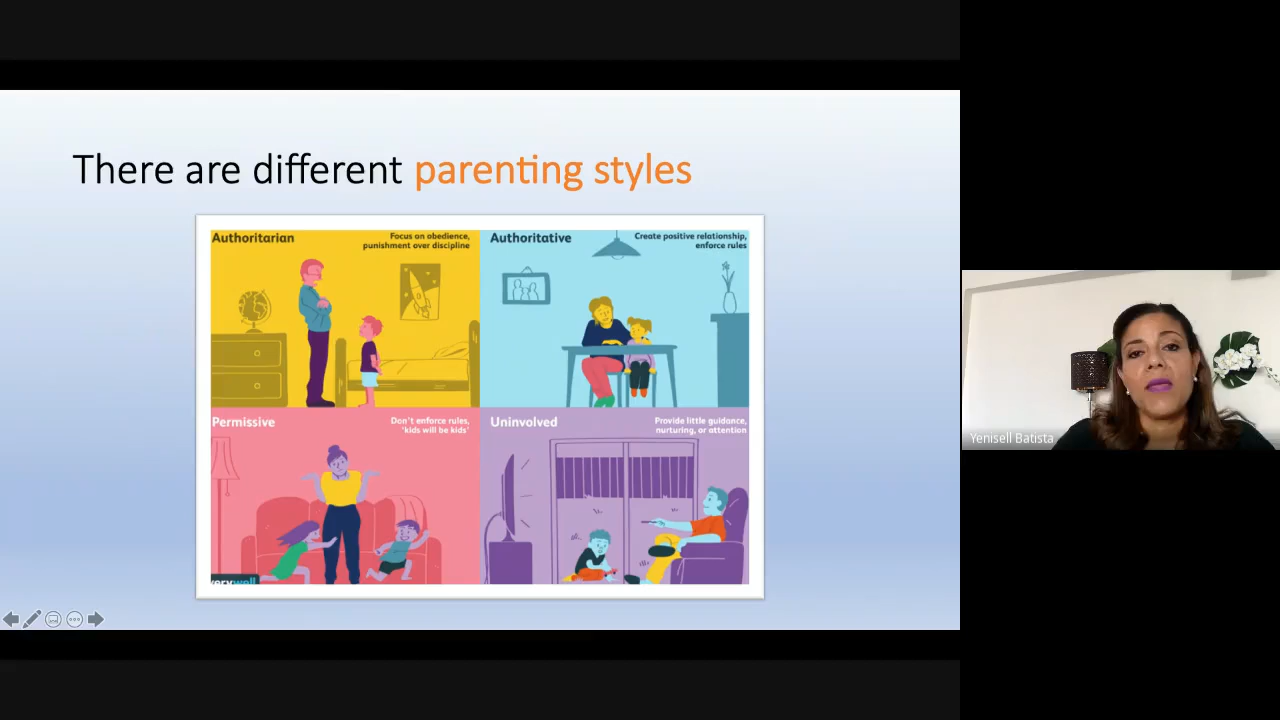 There are different parenting styles
Authoritarian
Focus on obedience,
punishment over discipline
Authoritative
Create positive relationship,
enforce rules
Permissive
Don't enforce rules,
'kids will be kids'
Uninvolved
Provide little guidance,
nurturing, or attention
verywell
Yenisell Batista